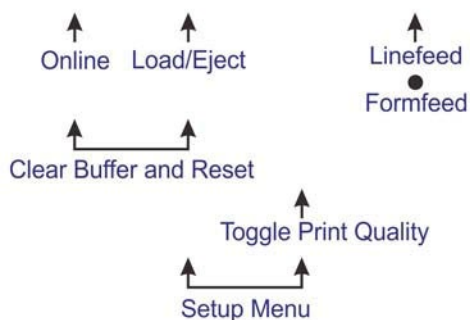 Online Load/Eject Linefeed
Formfeed
Clear Buffer and Reset
Toggle Print Quality
Setup Menu